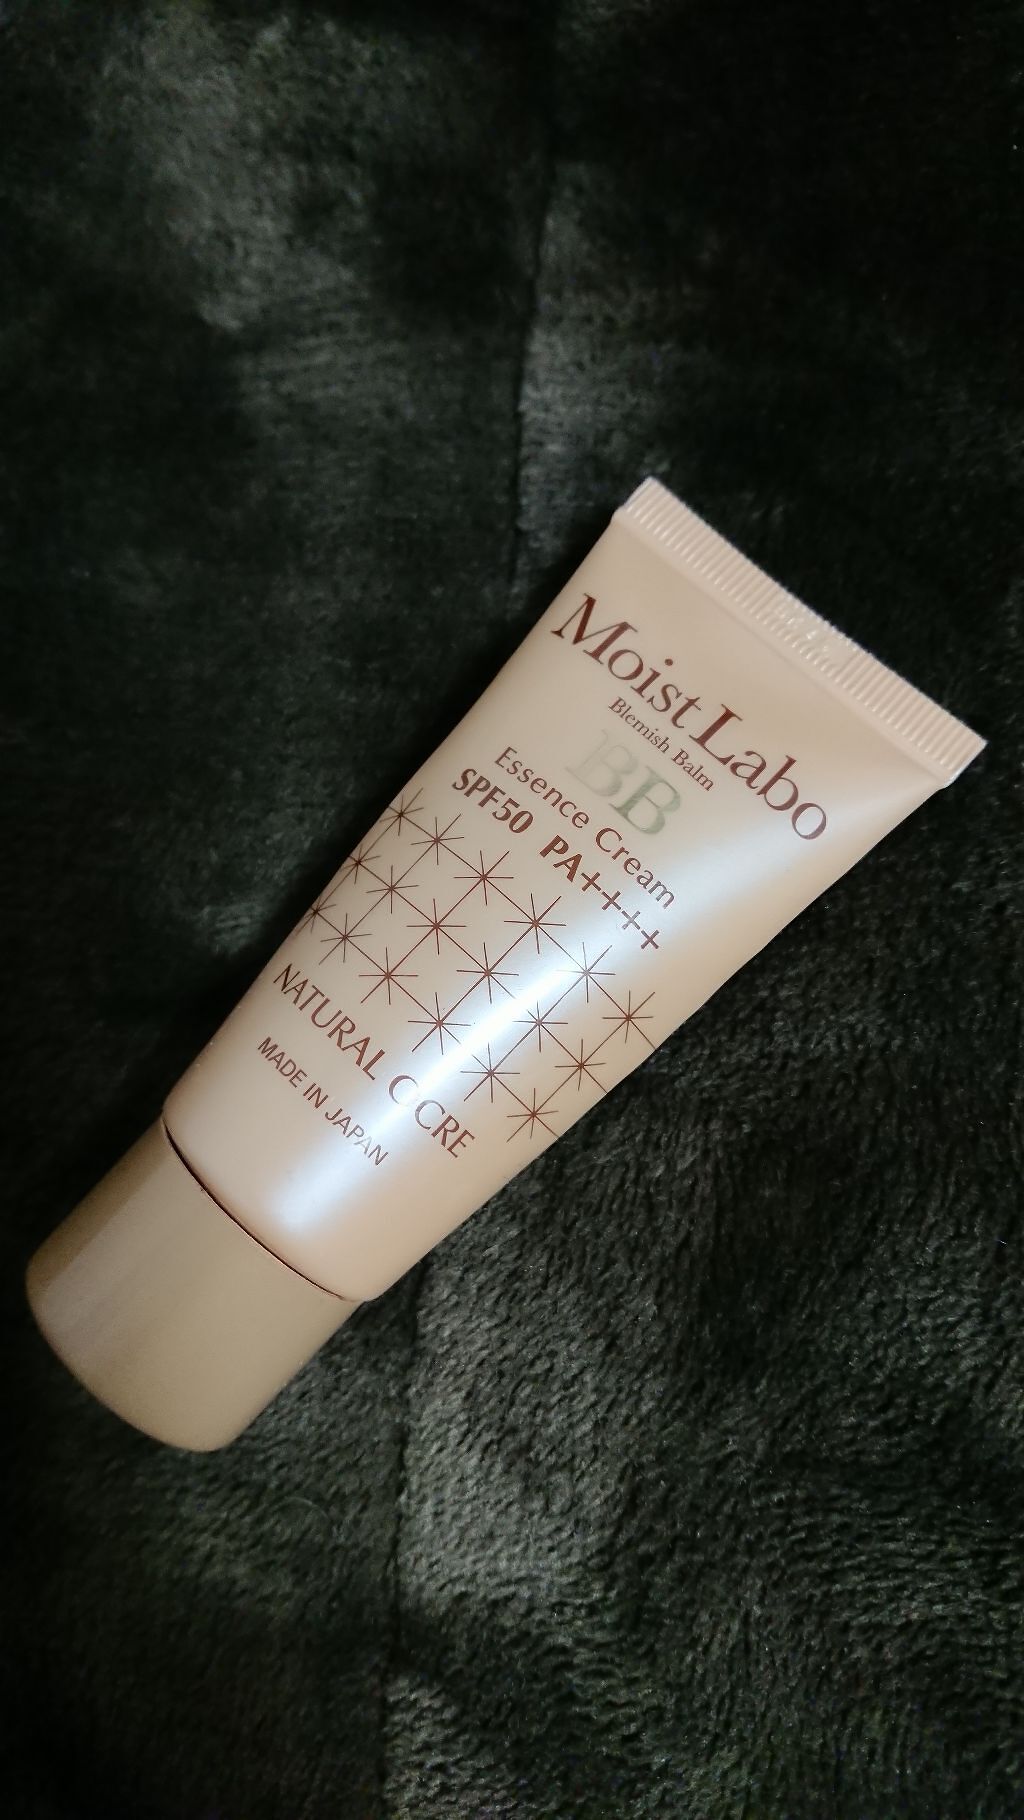 Moist Labo
Blemish Balm
BB
Essence Cream
SPF50 PA++++
NATURAL OCRE
MADE IN JAPAN